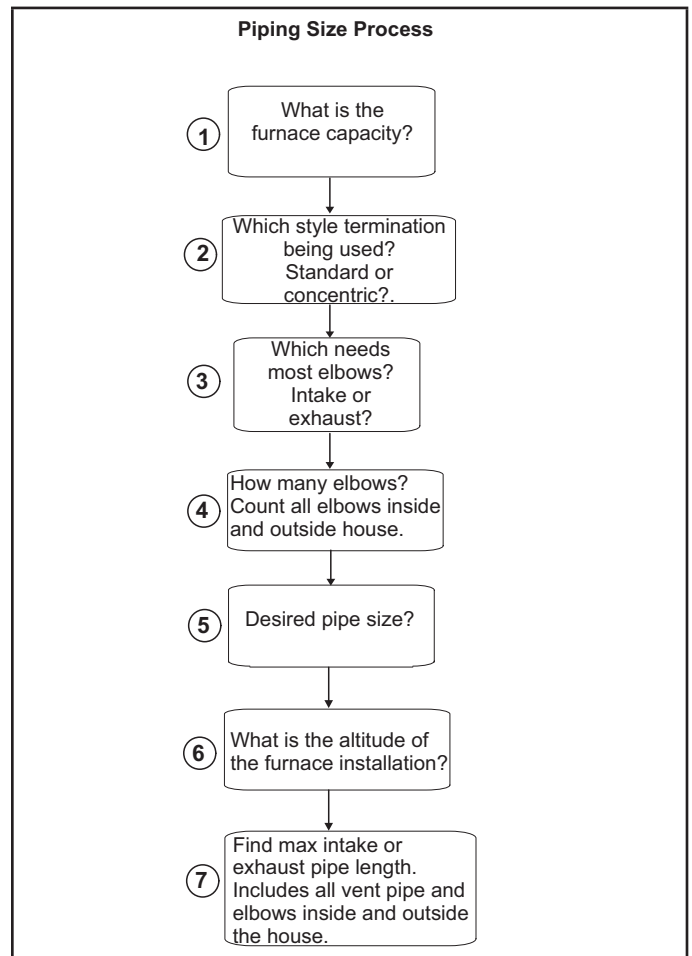 Piping Size Process
1
What is the
furnace capacity?
2
Which style termination
being used?
Standard or
concentric?.
3
Which needs
most elbows?
Intake or
exhaust?
4
How many elbows?
Count all elbows inside
and outside house.
5
Desired pipe size?
6
What is the altitude of
the furnace installation?
7
Find max intake or
exhaust pipe length.
Includes all vent pipe and
elbows inside and outside
the house.